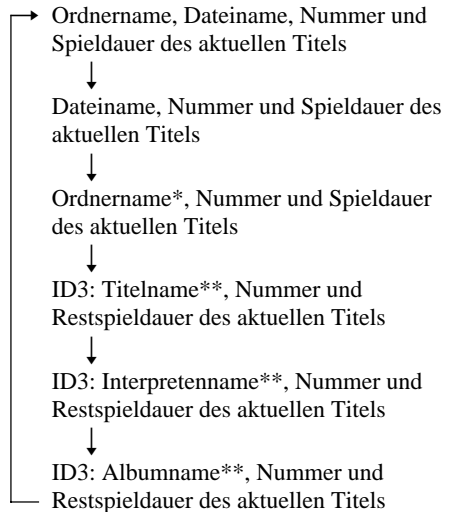 Ordnername, Dateiname, Nummer und
Spieldauer des aktuellen Titels
Dateiname, Nummer und Spieldauer des
aktuellen Titels
Ordnername*, Nummer und Spieldauer
des aktuellen Titels
ID3: Titelname**, Nummer und
Restspieldauer des aktuellen Titels
ID3: Interpretenname**, Nummer und
Restspieldauer des aktuellen Titels
ID3: Albumname**, Nummer und
Restspieldauer des aktuellen Titels